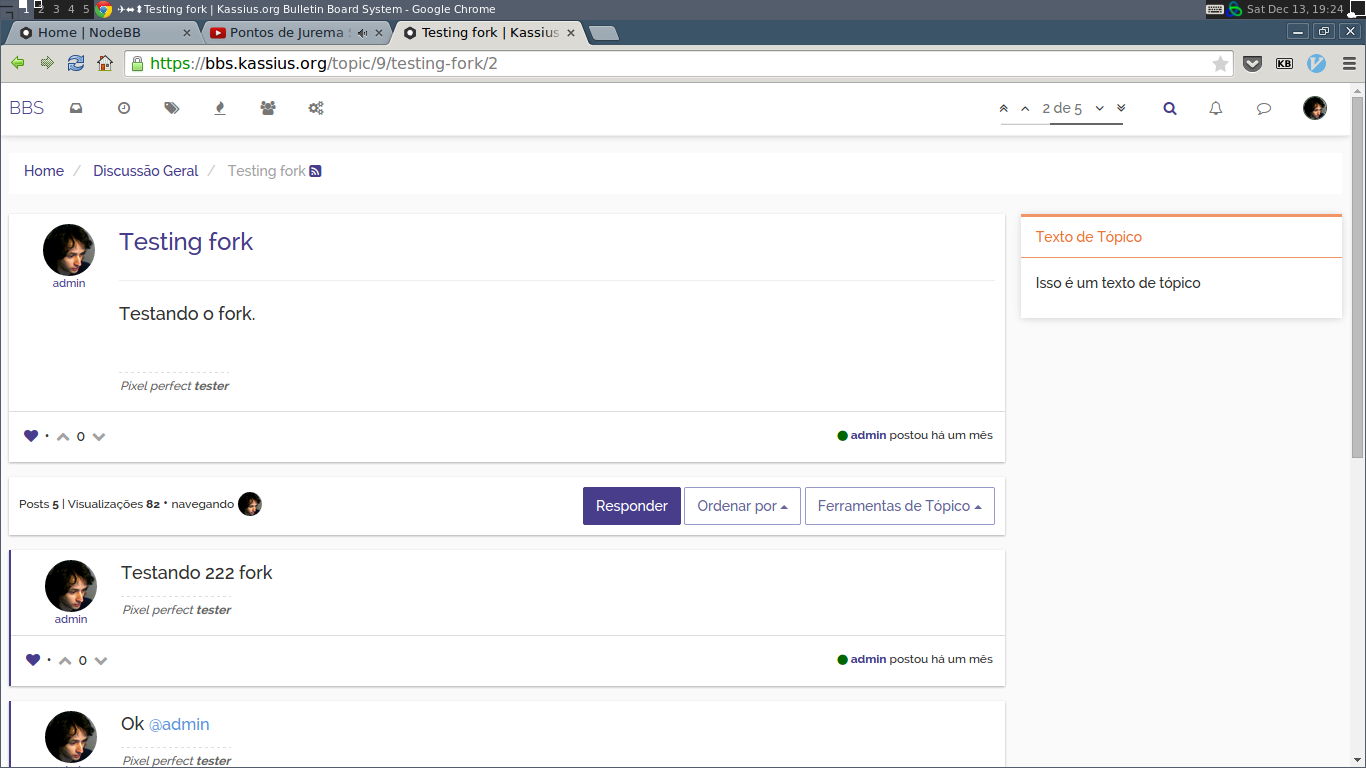 1 2 3 4 5 Testing fork | Kassius.org Bulletin Board System - Google Chrome Sat Dec 13, 19:24
Home | NodeBB Pontos de Jurema Testing fork | Kassius
https://bbs.kassius.org/topic/9/testing-fork/2 KB
BBS 2 de 5
Home / Discussão Geral / Testing fork
Testing fork
admin
Testando o fork.
Pixel perfect tester
• 0 admin postou há um mês
Texto de Tópico
Isso é um texto de tópico
Posts 5 | Visualizações 82 • navegando Responder Ordenar por Ferramentas de Tópico
Testando 222 fork
Pixel perfect tester
admin
• 0 admin postou há um mês
Ok @admin
Pixel perfect tester